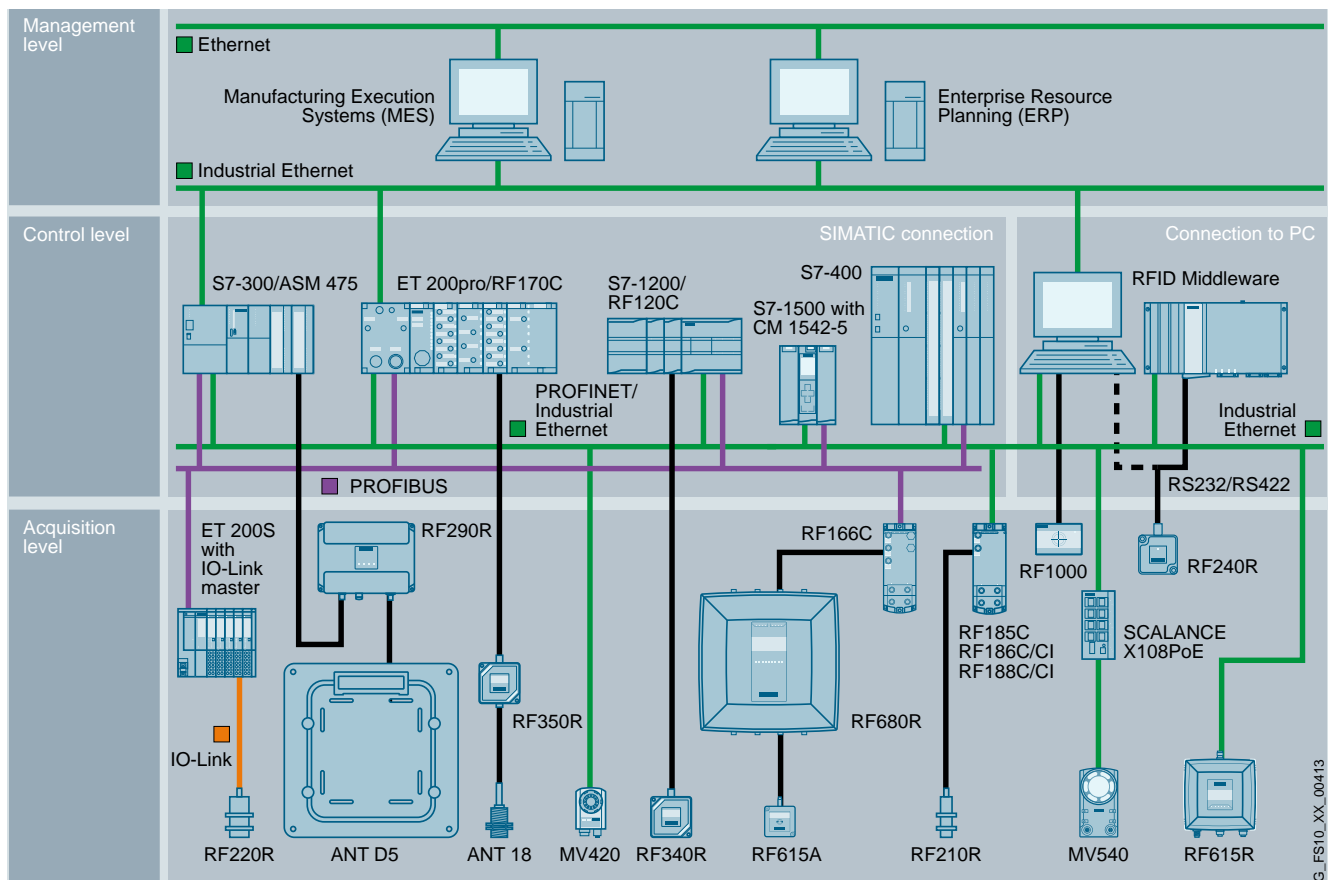 Management
level
Ethernet
Manufacturing Execution
Systems (MES)
Enterprise Resource
Planning (ERP)
Industrial Ethernet
Control level
SIMATIC connection
Connection to PC
S7-300/ASM 475
ET 200pro/RF170C
S7-1200/
RF120C
S7-1500 with
CM 1542-5
S7-400
RFID Middleware
PROFINET/
Industrial
Ethernet
Industrial
Ethernet
PROFIBUS
RS232/RS422
Acquisition
level
ET 200S
with
IO-Link
master
RF290R
RF166C
RF1000
RF240R
RF185C
RF186C/CI
RF188C/CI
SCALANCE
X108PoE
RF350R
RF680R
IO-Link
RF220R
ANT D5
ANT 18
MV420
RF340R
RF615A
RF210R
MV540
RF615R
G_FS10_XX_00413